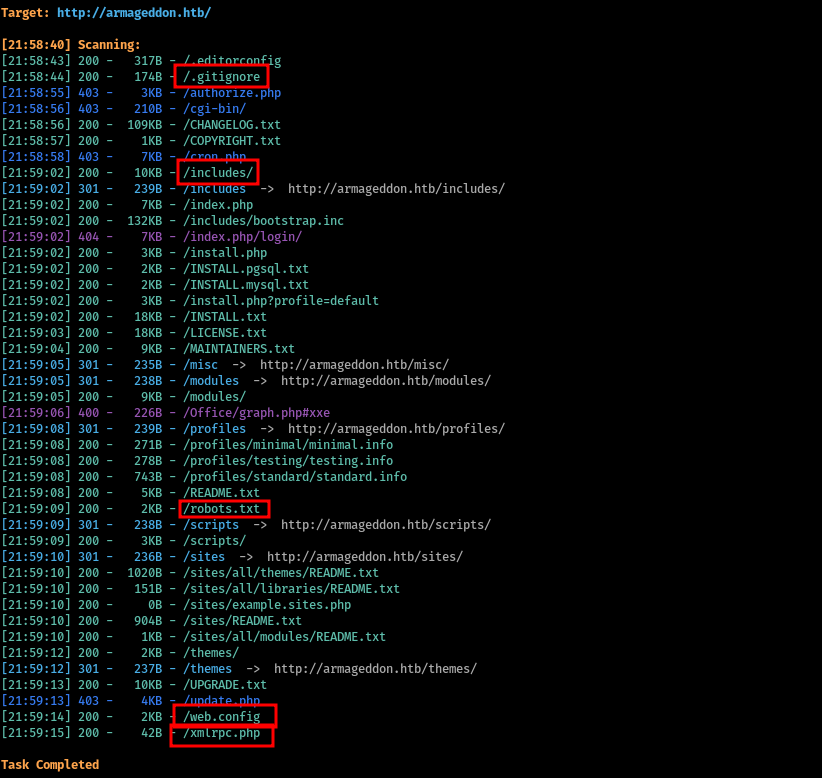 Target: http://armageddon.htb/
[21:58:40] Scanning:
[21:58:43] 200 - 317B - /.editorconfig
[21:58:44] 200 - 174B - /.gitignore
[21:58:55] 403 - 3KB - /authorize.php
[21:58:56] 403 - 210B - /cgi-bin/
[21:58:56] 200 - 109KB - /CHANGELOG.txt
[21:58:57] 200 - 1KB - /COPYRIGHT.txt
[21:58:58] 403 - 7KB - /cron.php
[21:59:02] 200 - 10KB - /includes/
[21:59:02] 301 - 239B - /includes -> http://armageddon.htb/includes/
[21:59:02] 200 - 7KB - /index.php
[21:59:02] 200 - 132KB - /includes/bootstrap.inc
[21:59:02] 404 - 7KB - /index.php/login/
[21:59:02] 200 - 3KB - /install.php
[21:59:02] 200 - 2KB - /INSTALL.pgsql.txt
[21:59:02] 200 - 2KB - /INSTALL.mysql.txt
[21:59:02] 200 - 3KB - /install.php?profile=default
[21:59:02] 200 - 18KB - /INSTALL.txt
[21:59:03] 200 - 18KB - /LICENSE.txt
[21:59:04] 200 - 9KB - /MAINTAINERS.txt
[21:59:05] 301 - 235B - /misc -> http://armageddon.htb/misc/
[21:59:05] 301 - 238B - /modules -> http://armageddon.htb/modules/
[21:59:05] 200 - 9KB - /modules/
[21:59:06] 400 - 226B - /Office/graph.php#xxe
[21:59:08] 301 - 239B - /profiles -> http://armageddon.htb/profiles/
[21:59:08] 200 - 271B - /profiles/minimal/minimal.info
[21:59:08] 200 - 278B - /profiles/testing/testing.info
[21:59:08] 200 - 743B - /profiles/standard/standard.info
[21:59:08] 200 - 5KB - /README.txt
[21:59:09] 200 - 2KB - /robots.txt
[21:59:09] 301 - 238B - /scripts -> http://armageddon.htb/scripts/
[21:59:09] 200 - 3KB - /scripts/
[21:59:10] 301 - 236B - /sites -> http://armageddon.htb/sites/
[21:59:10] 200 - 1020B - /sites/all/themes/README.txt
[21:59:10] 200 - 151B - /sites/all/libraries/README.txt
[21:59:10] 200 - 0B - /sites/example.sites.php
[21:59:10] 200 - 904B - /sites/README.txt
[21:59:10] 200 - 1KB - /sites/all/modules/README.txt
[21:59:12] 200 - 2KB - /themes/
[21:59:12] 301 - 237B - /themes -> http://armageddon.htb/themes/
[21:59:13] 200 - 10KB - /UPGRADE.txt
[21:59:13] 403 - 4KB - /update.php
[21:59:14] 200 - 2KB - /web.config
[21:59:15] 200 - 42B - /xmlrpc.php
Task Completed